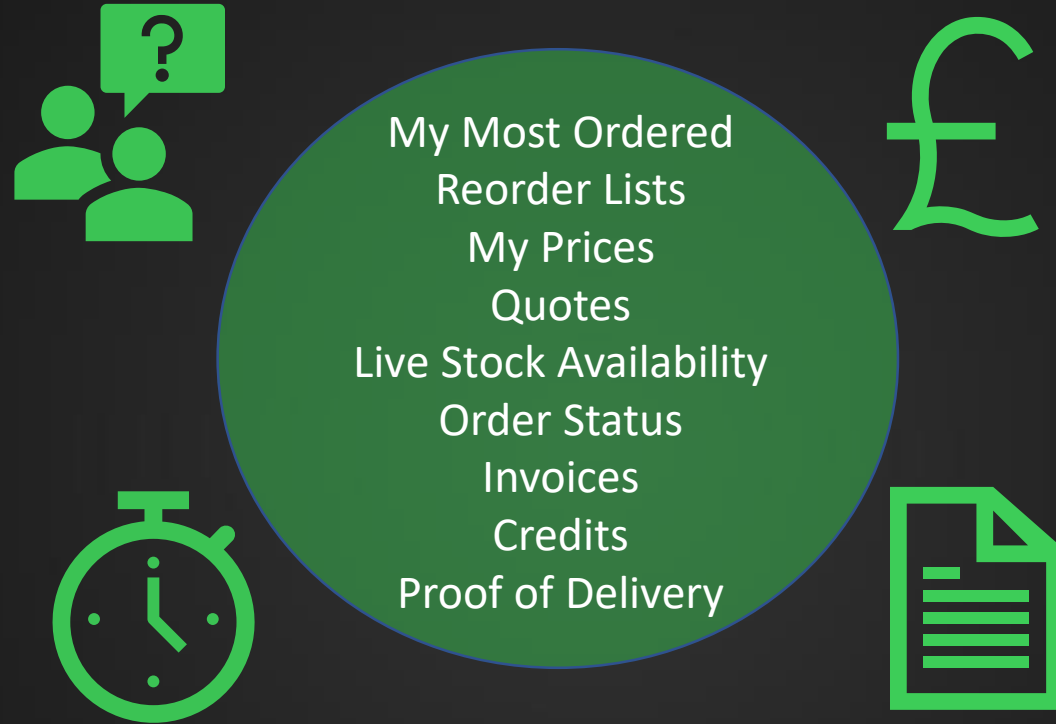 ?
My Most Ordered
Reorder Lists
My Prices
Quotes
Live Stock Availability
Order Status
Invoices
Credits
Proof of Delivery
£